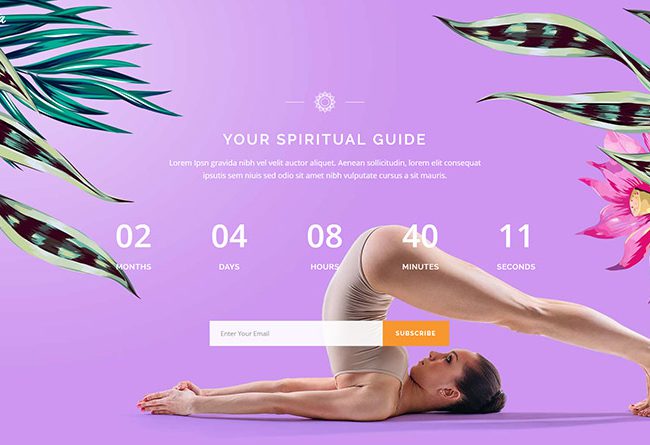 YOUR SPIRITUAL GUIDE
Lorem Ipsn gravida nibh vel velit auctor aliquet. Aenean sollicitudin, lorem elit consequat
ipsutis sem niuis sed odio sit amet nibh vulputate cursus a sit mauris.
02 04 08 40 11
MONTHS DAYS HOURS MINUTES SECONDS
Enter Your Email SUBSCRIBE